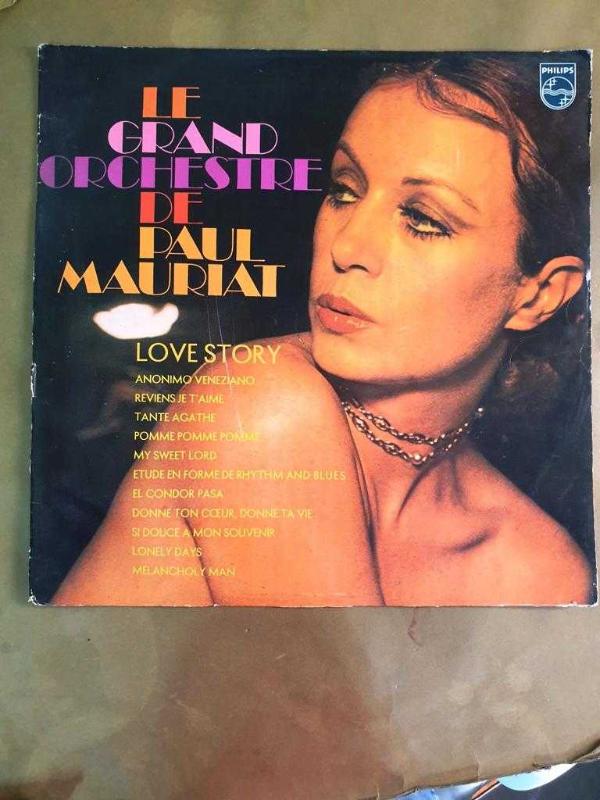 LE
GRAND
ORCHESTRE
DE
PAUL
MAURIAT
PHILIPS
LOVE STORY
ANONIMO VENEZIANO
REVIENS JE T'AIME
TANTE AGATHE
POMME POMME POMME
MY SWEET LORD
ETUDE EN FORME DE RHYTHM AND BLUES
EL CONDOR PASA
DONNE TON CŒUR, DONNE TA VIE
SI DOUCE A MON SOUVENIR
LONELY DAYS
MELANCHOLY MAN